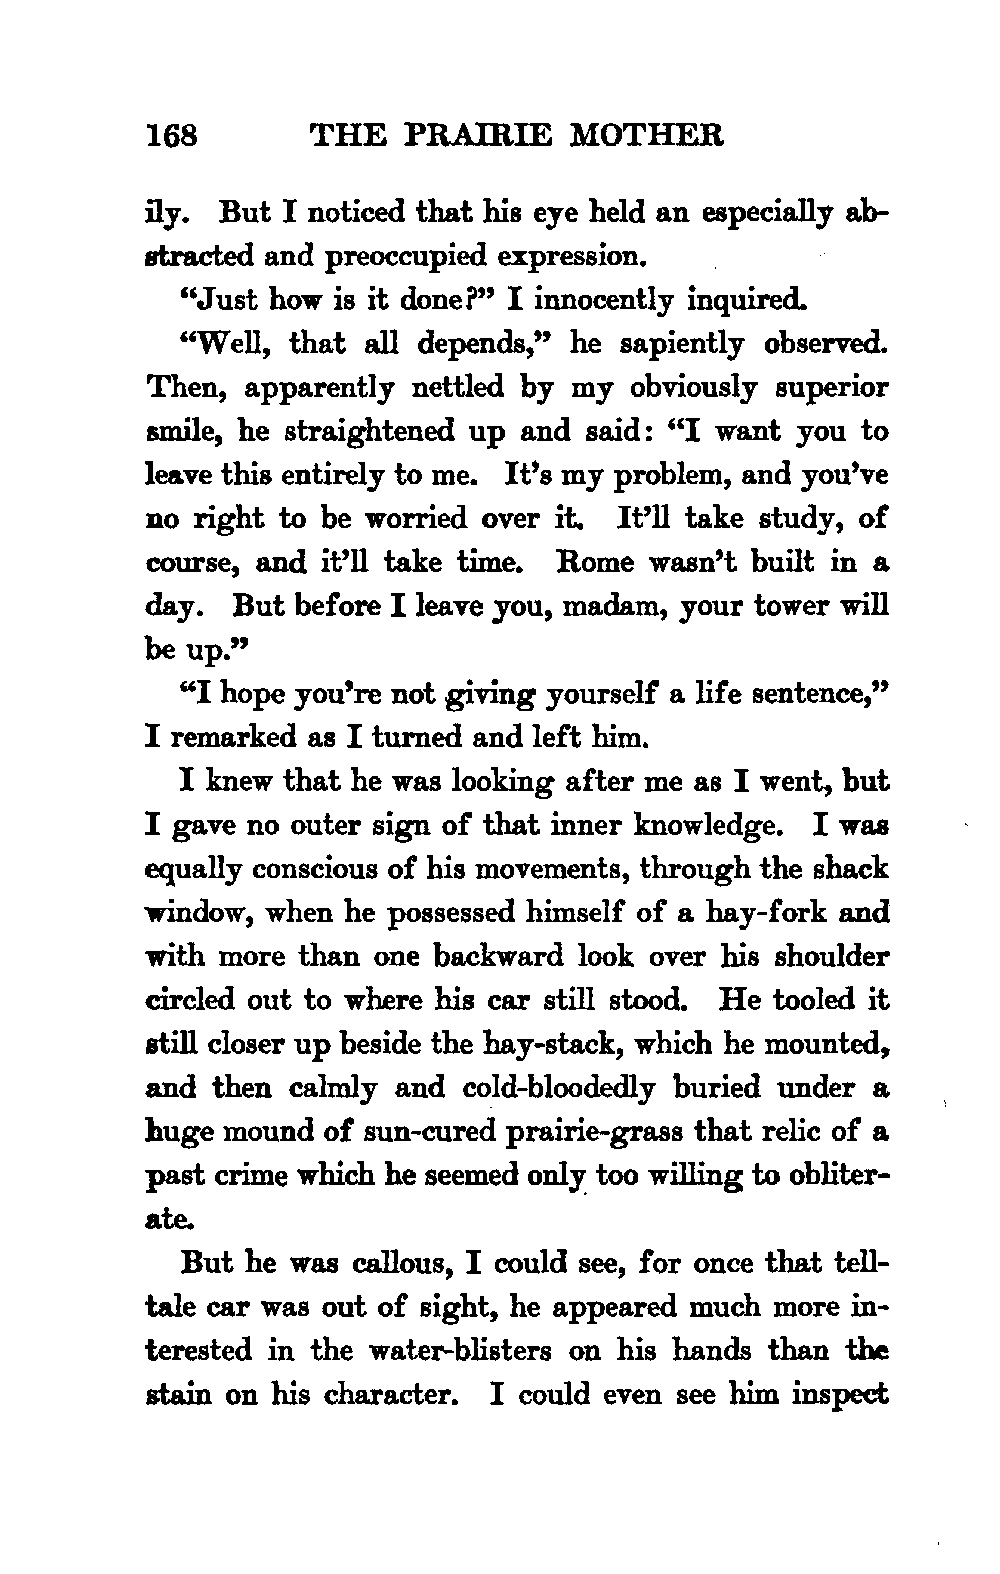 168 THE PRAIRIE MOTHER
ily. But I noticed that his eye held an especially ab-
stracted and preoccupied expression.
“Just how is it done?” I innocently inquired.
“Well, that all depends,” he sapiently observed.
Then, apparently nettled by my obviously superior
smile, he straightened up and said: “I want you to
leave this entirely to me. It’s my problem, and you’ve
no right to be worried over it. It’ll take study, of
course, and it’ll take time. Rome wasn’t built in a
day. But before I leave you, madam, your tower will
be up.”
“I hope you’re not giving yourself a life sentence,”
I remarked as I turned and left him.
I knew that he was looking after me as I went, but
I gave no outer sign of that inner knowledge. I was
equally conscious of his movements, through the shack
window, when he possessed himself of a hay-fork and
with more than one backward look over his shoulder
circled out to where his car still stood. He tooled it
still closer up beside the hay-stack, which he mounted,
and then calmly and cold-bloodedly buried under a
huge mound of sun-cured prairie-grass that relic of a
past crime which he seemed only too willing to obliter-
ate.
But he was callous, I could see, for once that tell-
tale car was out of sight, he appeared much more in-
terested in the water-blisters on his hands than the
stain on his character. I could even see him inspect